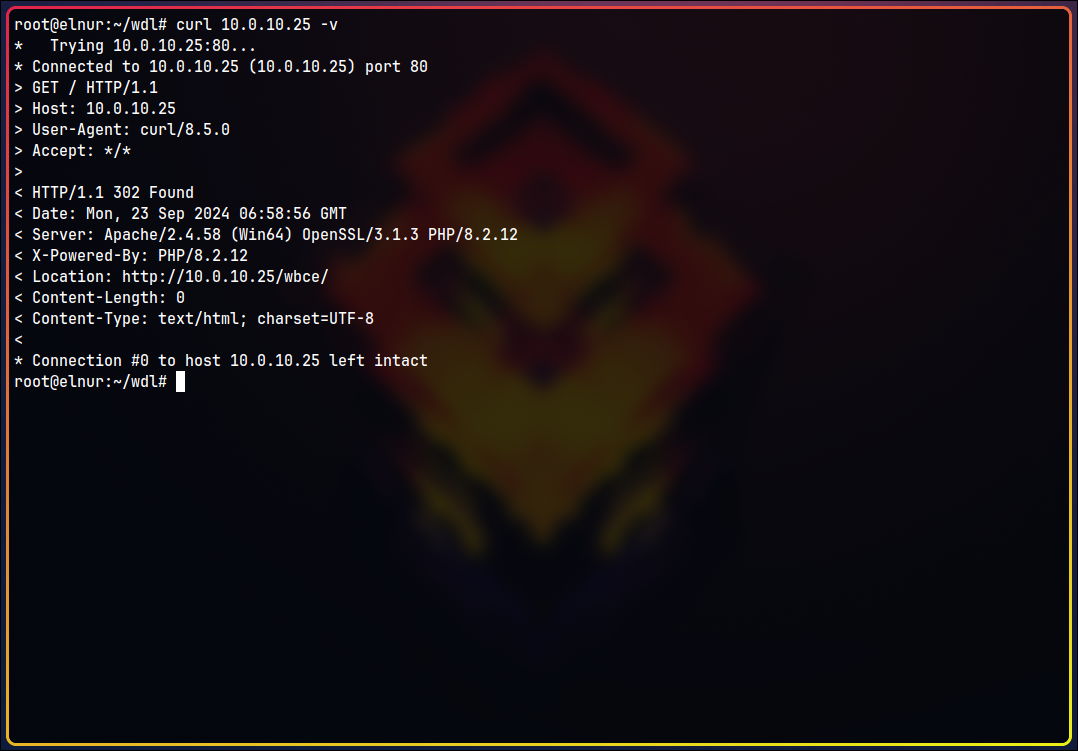 root@elnur:~/wdl# curl 10.0.10.25 -v
*   Trying 10.0.10.25:80...
* Connected to 10.0.10.25 (10.0.10.25) port 80
> GET / HTTP/1.1
> Host: 10.0.10.25
> User-Agent: curl/8.5.0
> Accept: */*
>
< HTTP/1.1 302 Found
< Date: Mon, 23 Sep 2024 06:58:56 GMT
< Server: Apache/2.4.58 (Win64) OpenSSL/3.1.3 PHP/8.2.12
< X-Powered-By: PHP/8.2.12
< Location: http://10.0.10.25/wbce/
< Content-Length: 0
< Content-Type: text/html; charset=UTF-8
<
* Connection #0 to host 10.0.10.25 left intact
root@elnur:~/wdl#